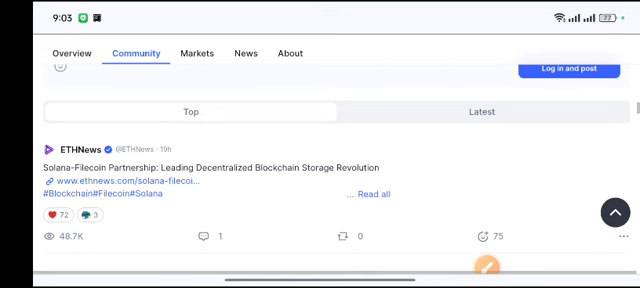 9:03 77
Overview Community Markets News About
Log in and post
Top Latest
ETHNews @ETHNews · 19h
Solana-Filecoin Partnership: Leading Decentralized Blockchain Storage Revolution
www.ethnews.com/solana-filecoi...
#Blockchain#Filecoin#Solana ... Read all
72 3
48.7K 1 0 75